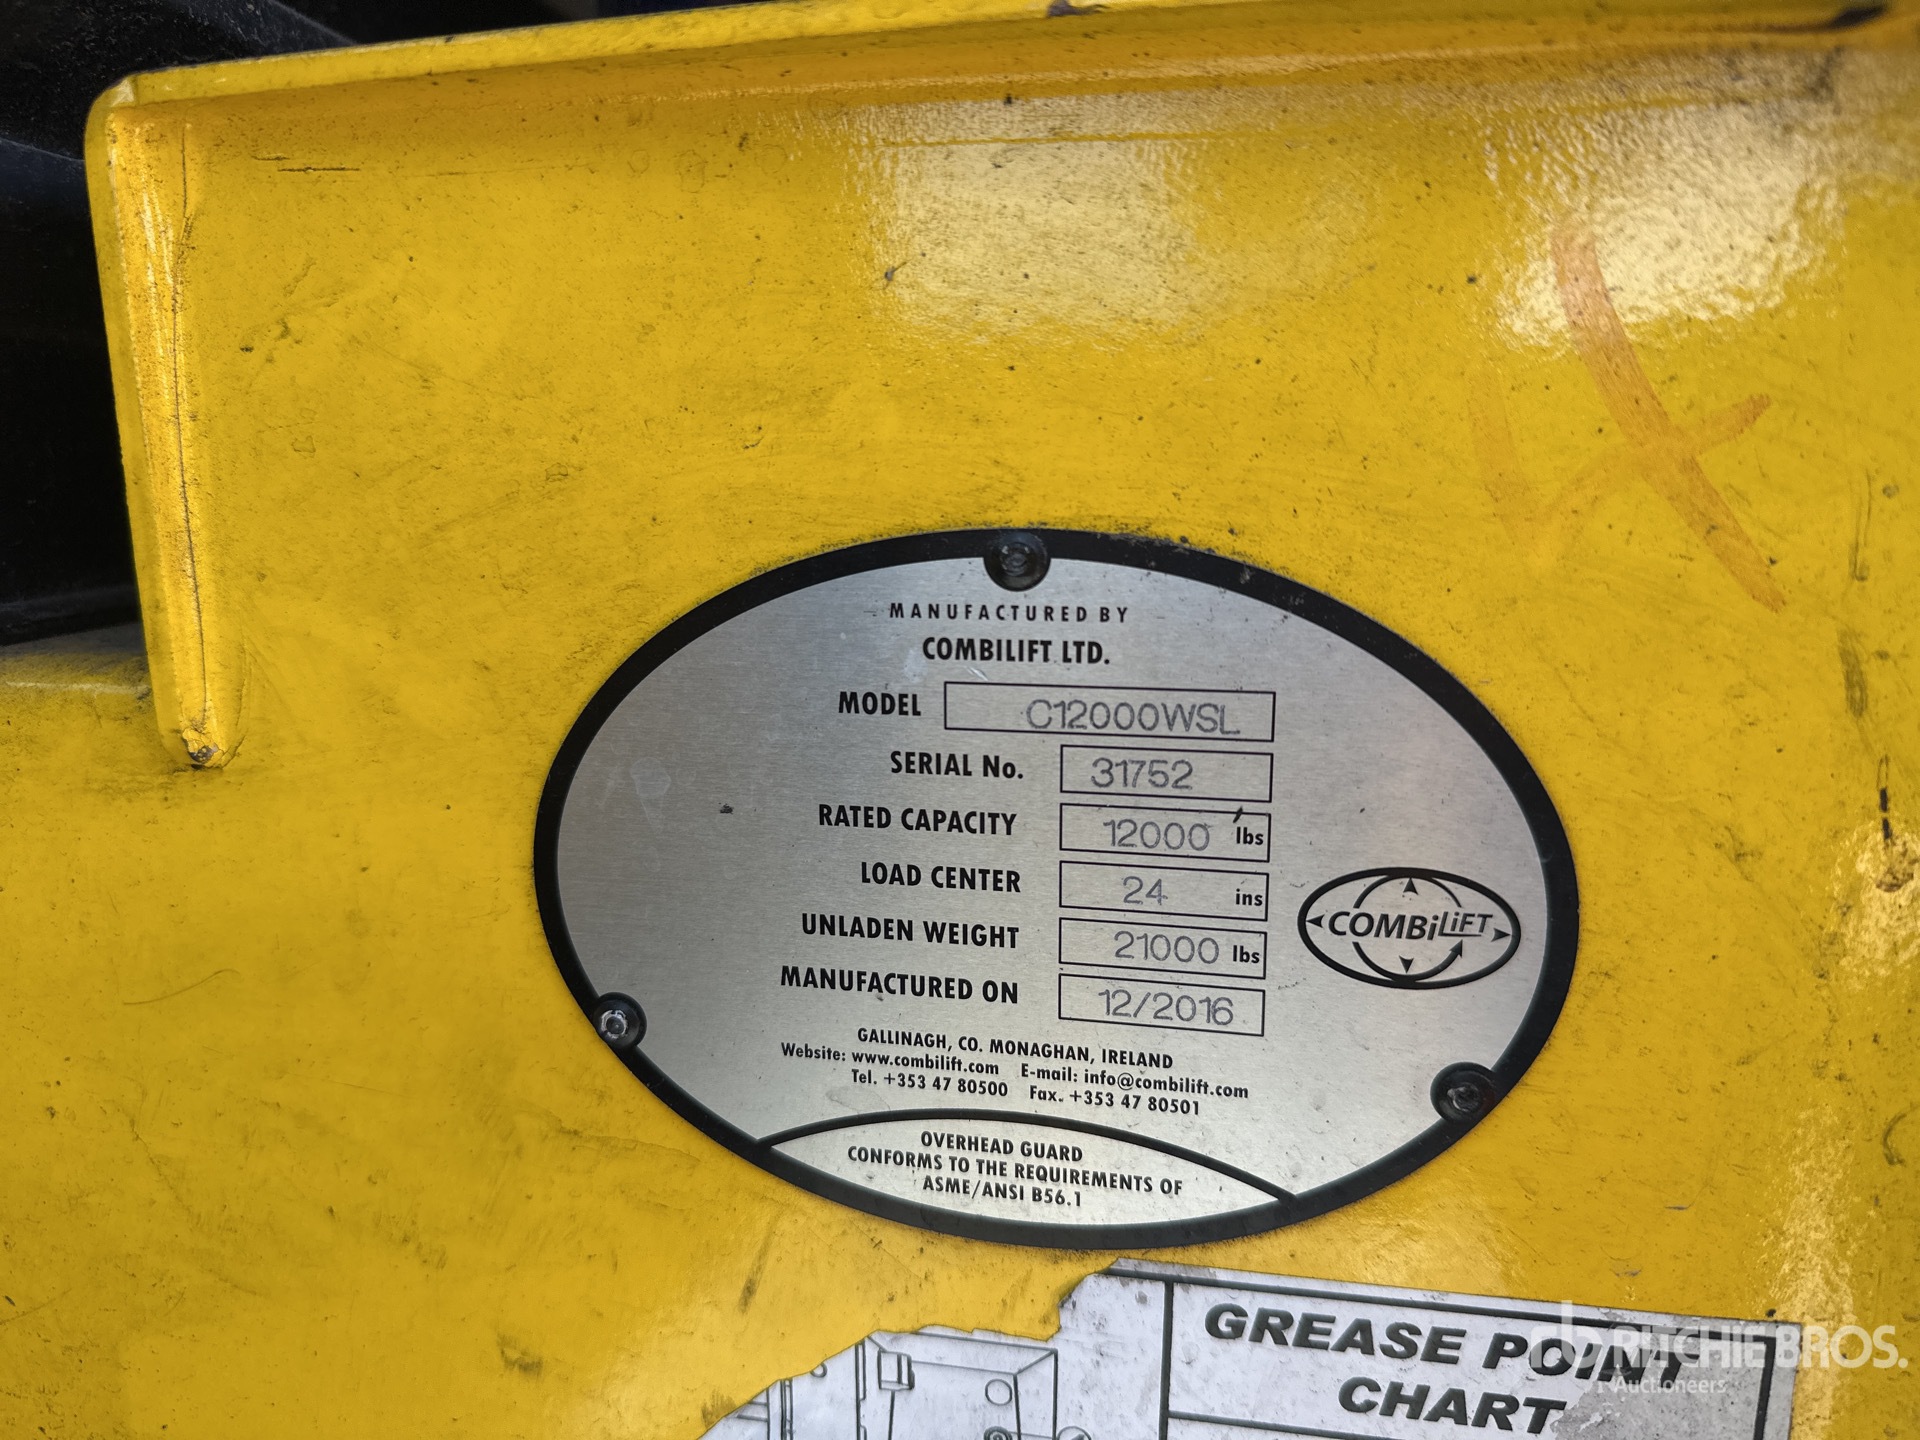 MANUFACTURED BY
COMBILIFT LTD.
MODEL C12000WSL
SERIAL No. 31752
RATED CAPACITY 12000 lbs
LOAD CENTER 24 ins
UNLADEN WEIGHT 21000 lbs
MANUFACTURED ON 12/2016
COMBiLiFT
GALLINAGH, CO. MONAGHAN, IRELAND
Website: www.combilift.com E-mail: info@combilift.com
Tel. +353 47 80500 Fax. +353 47 80501
OVERHEAD GUARD
CONFORMS TO THE REQUIREMENTS OF
ASME/ANSI B56.1
GREASE POINT
CHART
rb RITCHIE BROS.
Auctioneers